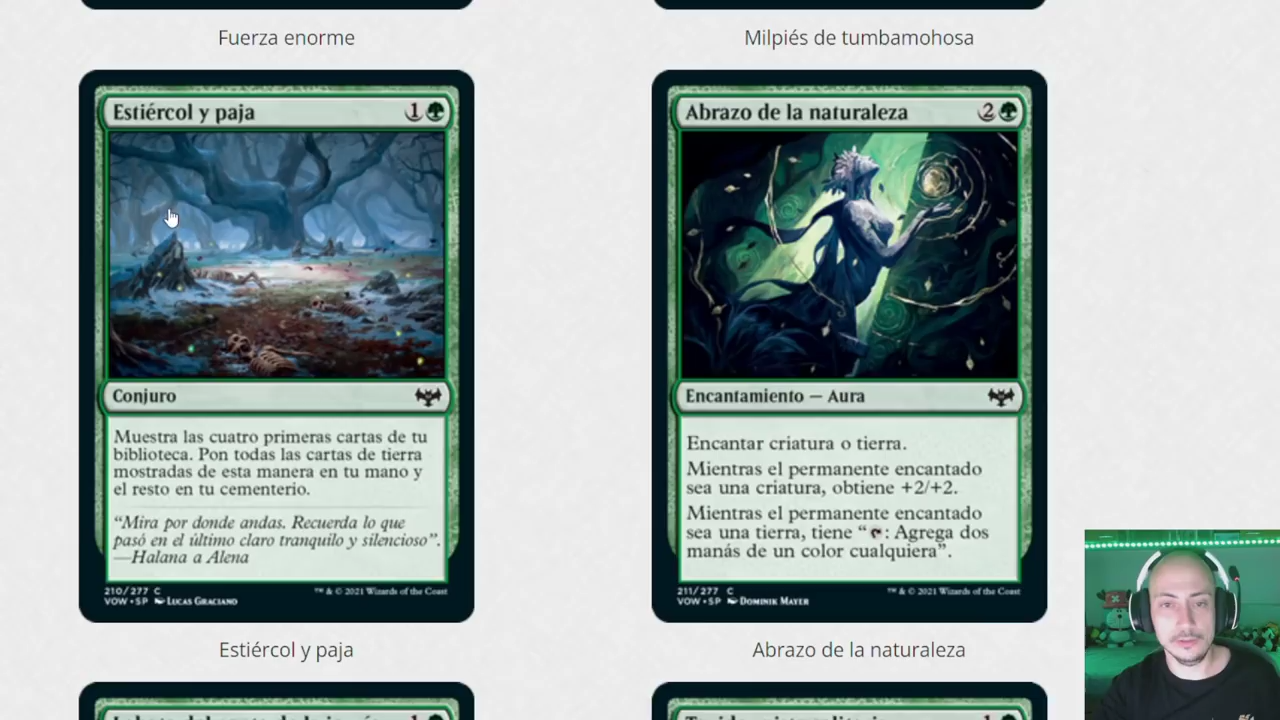 Fuerza enorme
Milpiés de tumbamohosa
Estiércol y paja 1
Conjuro
Muestra las cuatro primeras cartas de tu
biblioteca. Pon todas las cartas de tierra
mostradas de esta manera en tu mano y
el resto en tu cementerio.
“Mira por donde andas. Recuerda lo que
pasó en el último claro tranquilo y silencioso”.
—Halana a Alena
210/277 C
VOW • SP Lucas Graciano
™ & © 2021 Wizards of the Coast
Estiércol y paja
Abrazo de la naturaleza 2
Encantamiento — Aura
Encantar criatura o tierra.
Mientras el permanente encantado
sea una criatura, obtiene +2/+2.
Mientras el permanente encantado
sea una tierra, tiene “: Agrega dos
manás de un color cualquiera”.
211/277 C
VOW • SP Dominik Mayer
™ & © 2021 Wizards of the Coast
Abrazo de la naturaleza
1
1